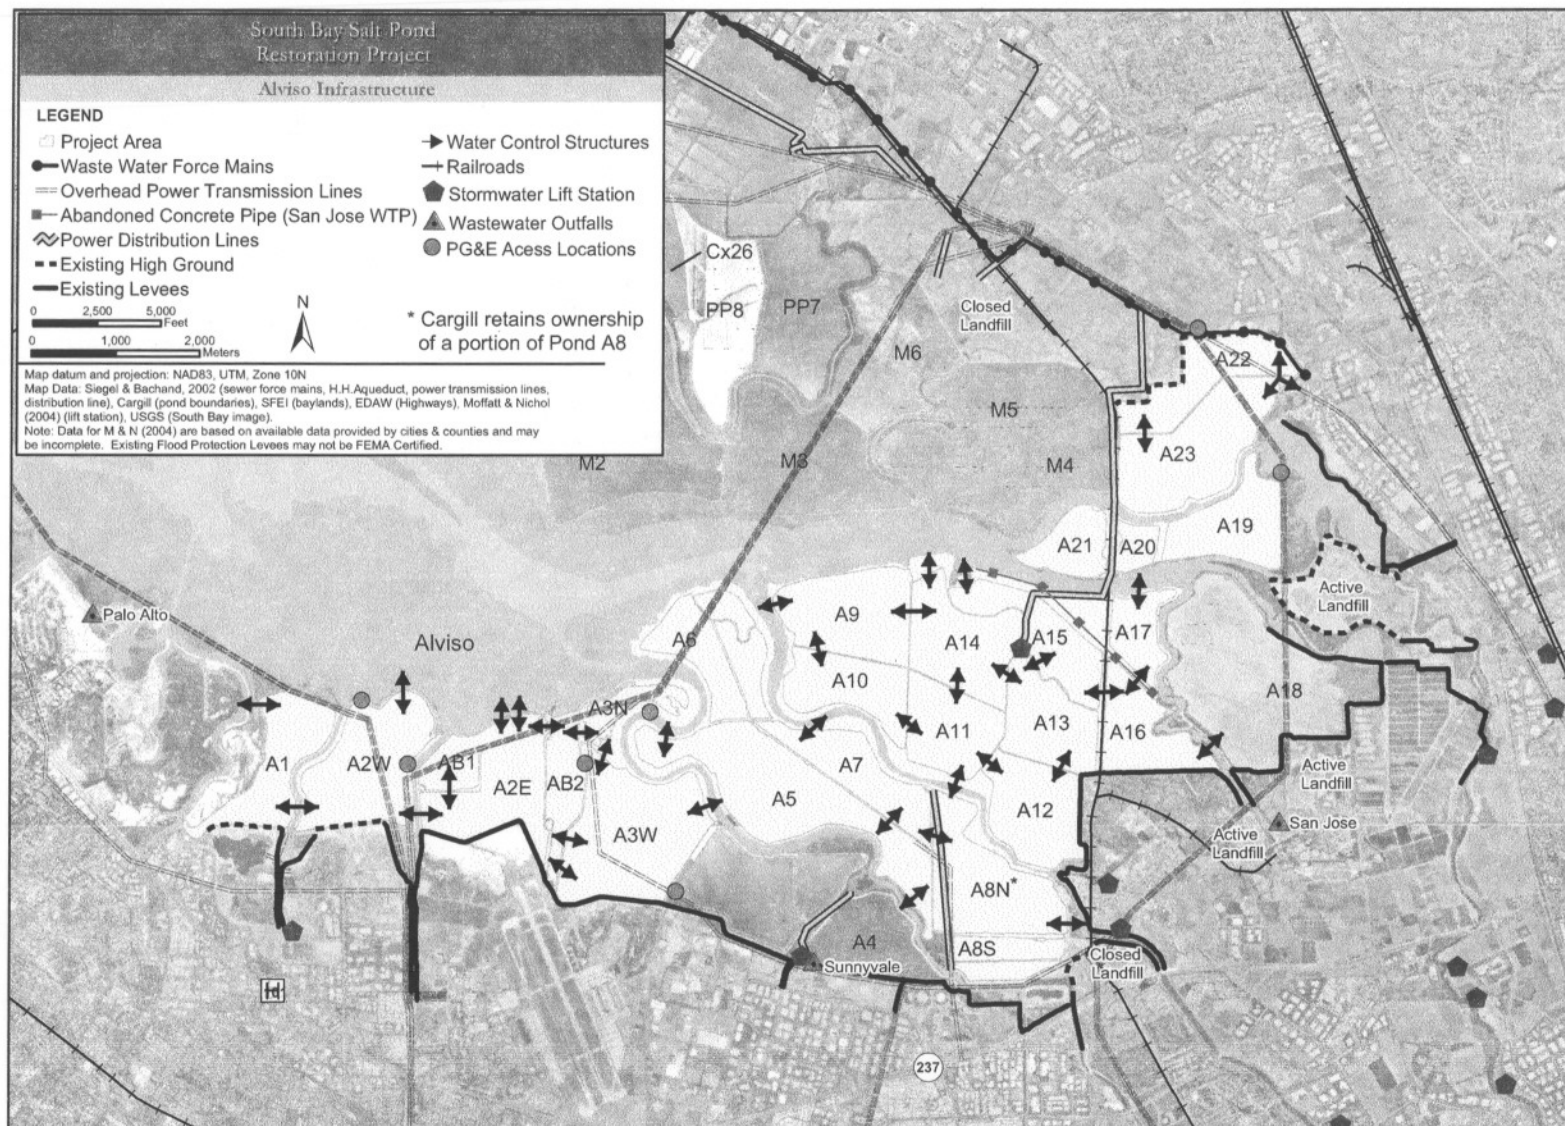 South Bay Salt Pond
Restoration Project
Alviso Infrastructure
LEGEND
Project Area
Waste Water Force Mains
Overhead Power Transmission Lines
Abandoned Concrete Pipe (San Jose WTP)
Power Distribution Lines
Existing High Ground
Existing Levees
Water Control Structures
Railroads
Stormwater Lift Station
Wastewater Outfalls
PG&E Acess Locations
0 2,500 5,000
Feet
0 1,000 2,000
Meters
N
* Cargill retains ownership
of a portion of Pond A8
Map datum and projection: NAD83, UTM, Zone 10N
Map Data: Siegel & Bachand, 2002 (sewer force mains, H.H.Aqueduct, power transmission lines,
distribution line), Cargill (pond boundaries), SFEI (baylands), EDAW (Highways), Moffatt & Nichol
(2004) (lift station), USGS (South Bay image).
Note: Data for M & N (2004) are based on available data provided by cities & counties and may
be incomplete. Existing Flood Protection Levees may not be FEMA Certified.
Cx26
PP8
PP7
Closed
Landfill
M6
A22
M5
M2
M3
M4
A23
A19
A21
A20
Active
Landfill
Palo Alto
Alviso
A6
A9
A14
A15
A17
A10
A18
A3N
A11
A13
A16
A1
A2W
AB1
A2E
AB2
A7
A5
Active
Landfill
A3W
A12
San Jose
Active
Landfill
A8N*
A4
A8S
Sunnyvale
Closed
Landfill
237